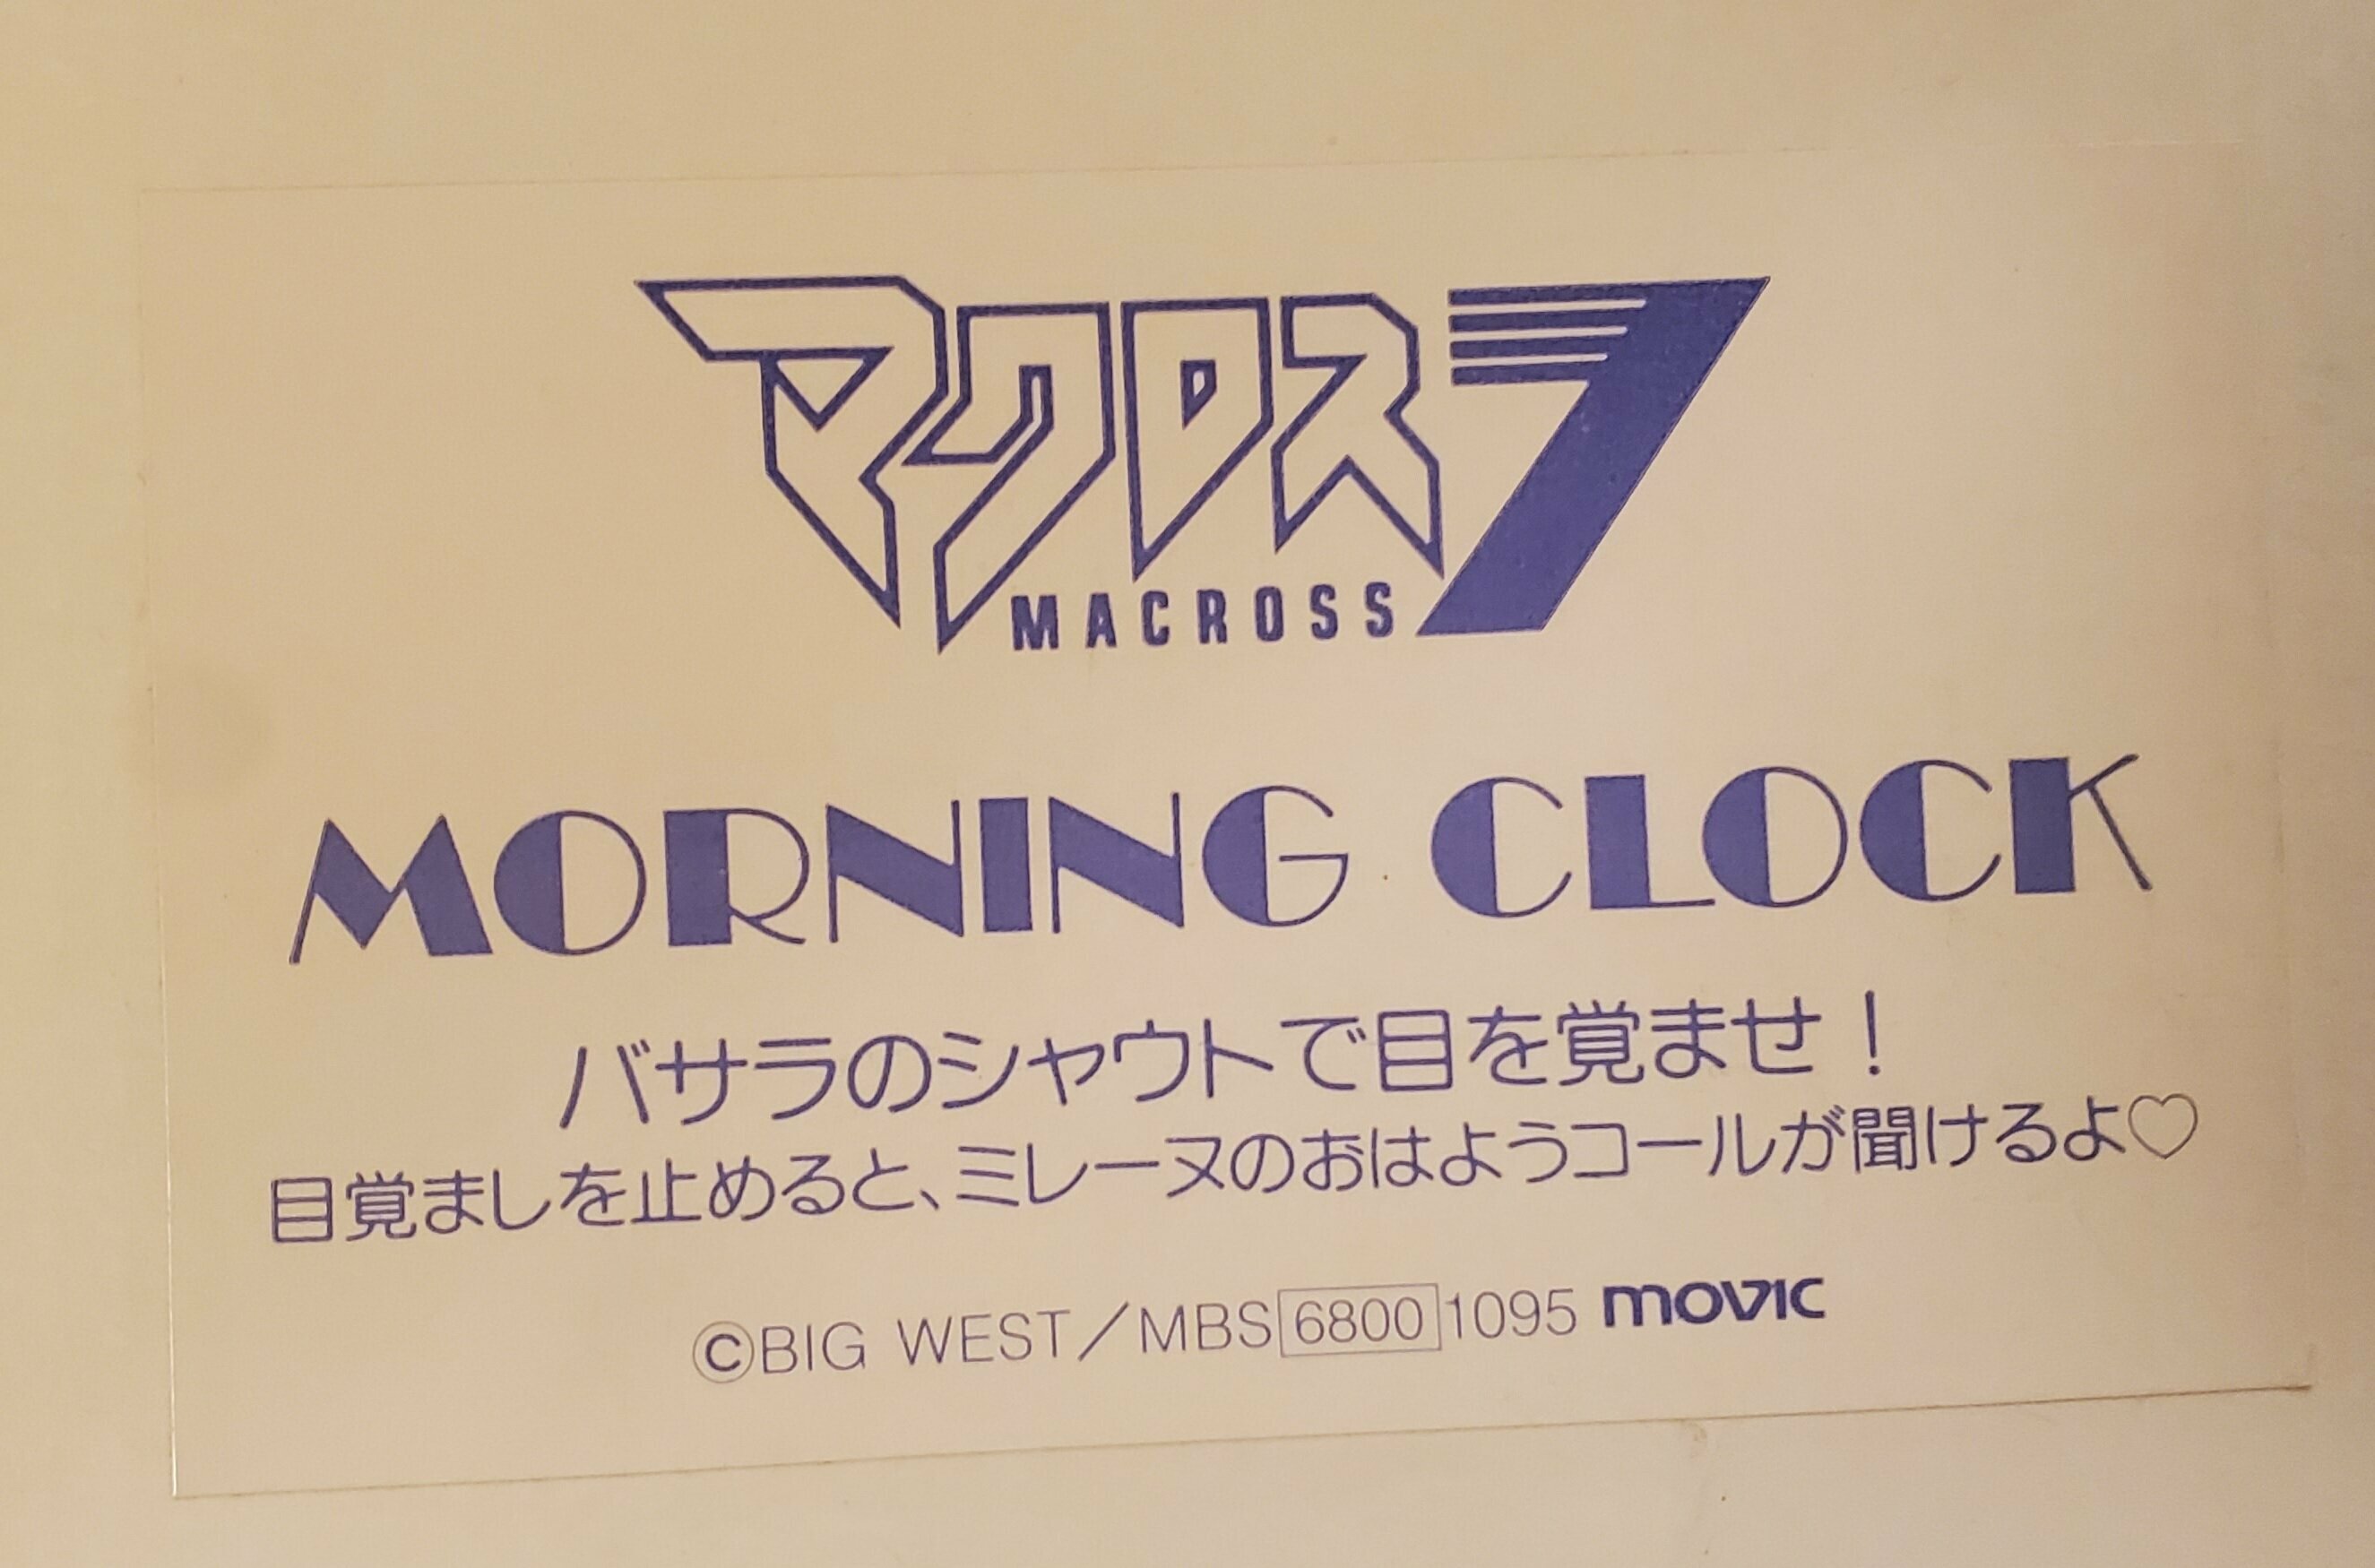 マクロス7
MACROSS
MORNING CLOCK
バサラのシャウトで目を覚ませ！
目覚ましを止めると、ミレーヌのおはようコールが聞けるよ♡
©BIG WEST／MBS 6800 1095 movic